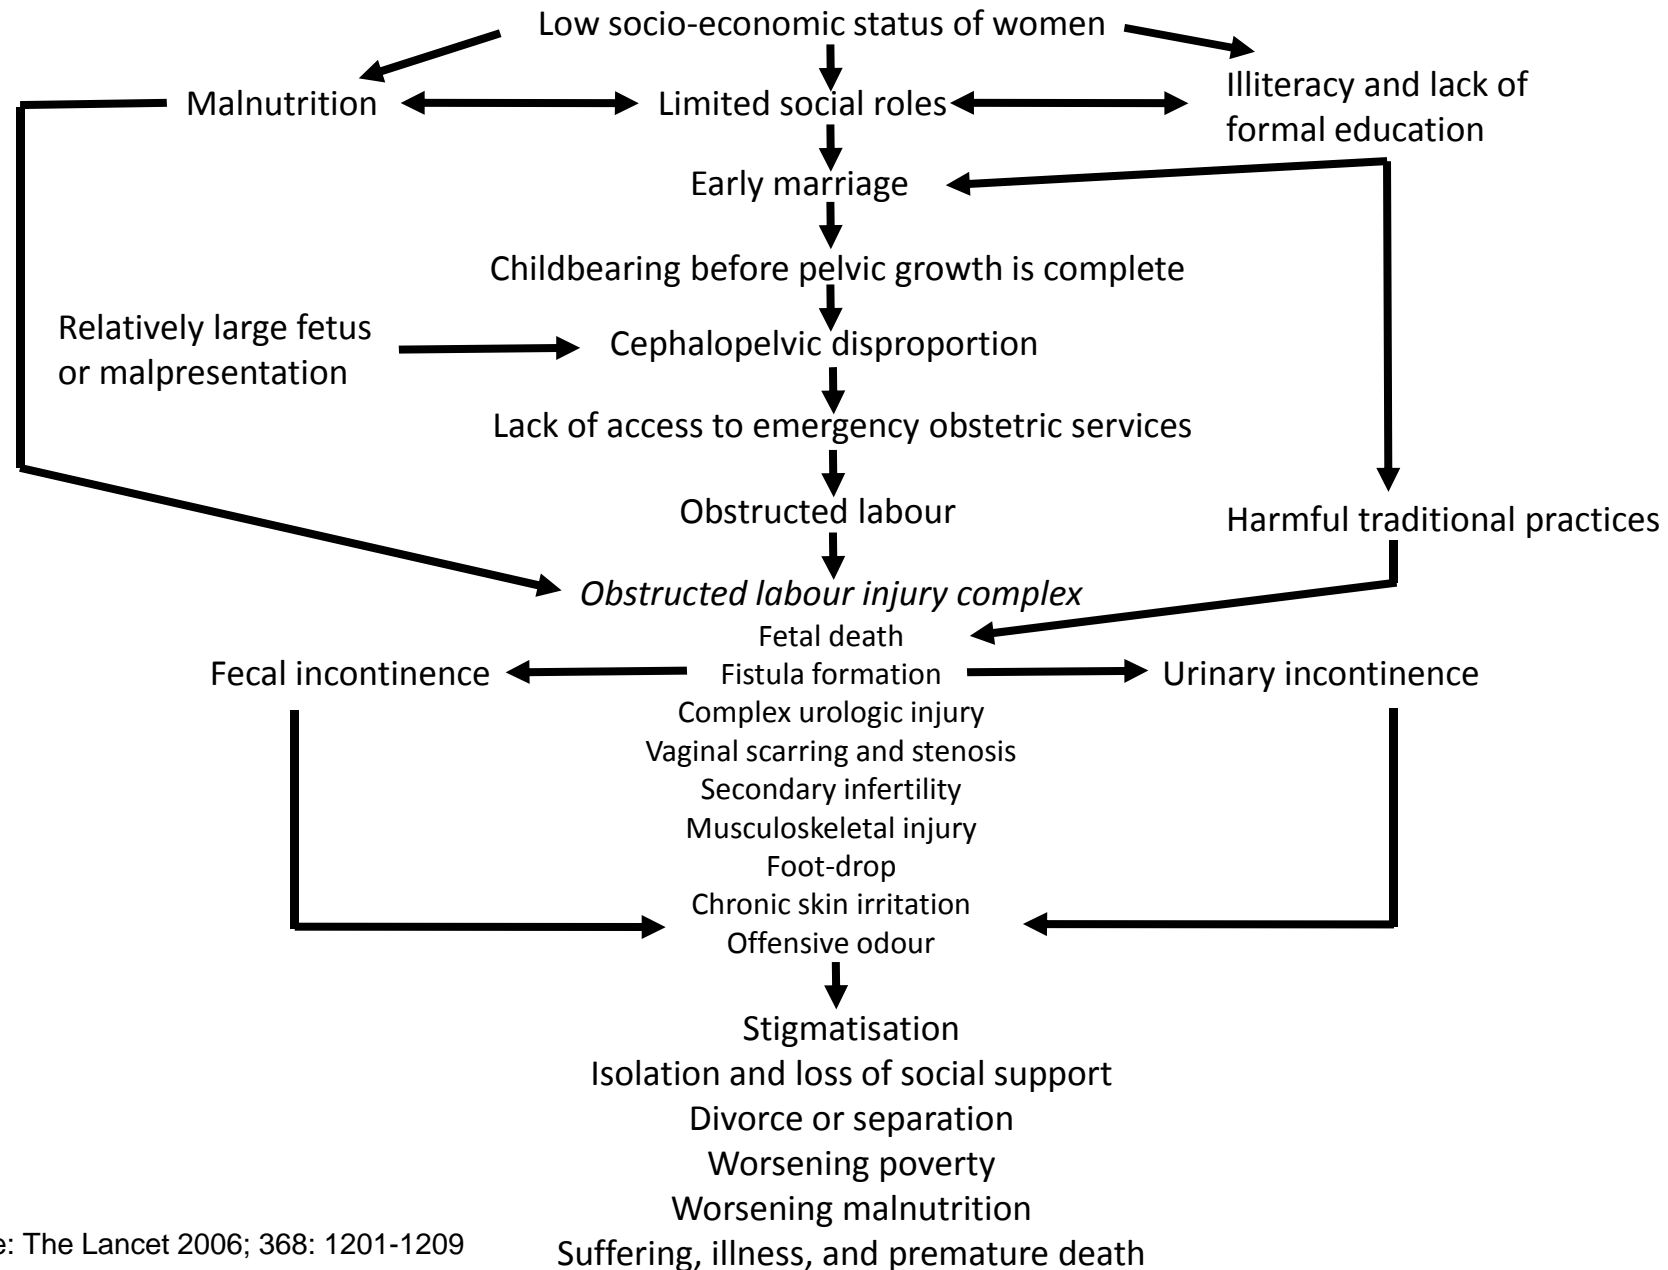 Low socio-economic status of women
Malnutrition
Limited social roles
Illiteracy and lack of
formal education
Early marriage
Childbearing before pelvic growth is complete
Relatively large fetus
or malpresentation
Cephalopelvic disproportion
Lack of access to emergency obstetric services
Obstructed labour
Harmful traditional practices
Obstructed labour injury complex
Fetal death
Fecal incontinence
Fistula formation
Urinary incontinence
Complex urologic injury
Vaginal scarring and stenosis
Secondary infertility
Musculoskeletal injury
Foot-drop
Chronic skin irritation
Offensive odour
Stigmatisation
Isolation and loss of social support
Divorce or separation
Worsening poverty
Worsening malnutrition
e: The Lancet 2006; 368: 1201-1209
Suffering, illness, and premature death